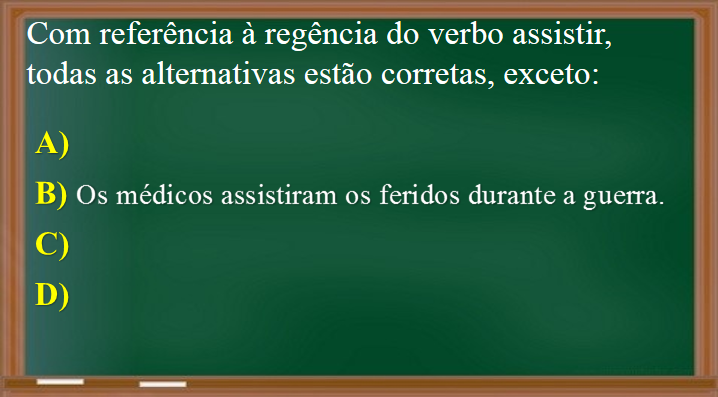 Com referência à regência do verbo assistir,
todas as alternativas estão corretas, exceto:
A)
B) Os médicos assistiram os feridos durante a guerra.
C)
D)